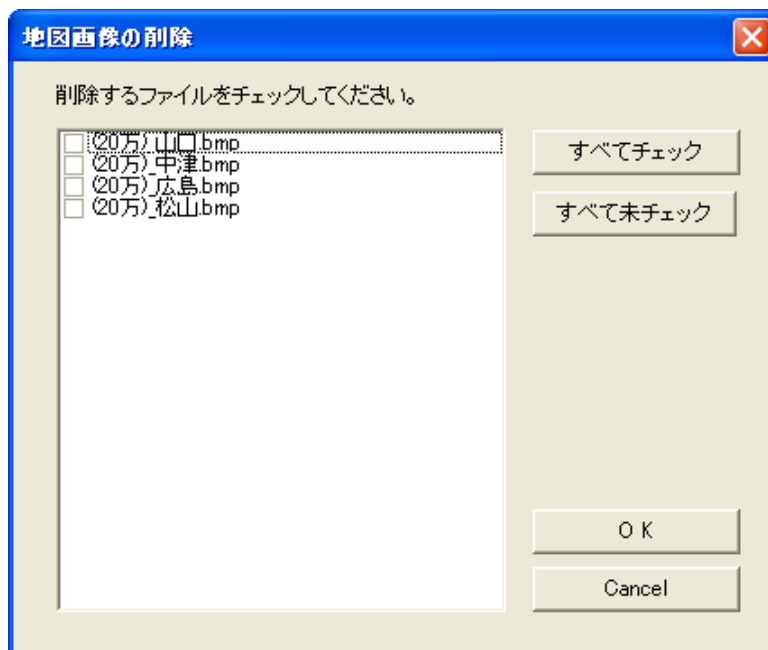 地図画像の削除
削除するファイルをチェックしてください。
(20万)_山口.bmp
(20万)_中津.bmp
(20万)_広島.bmp
(20万)_松山.bmp
すべてチェック
すべて未チェック
OK
Cancel